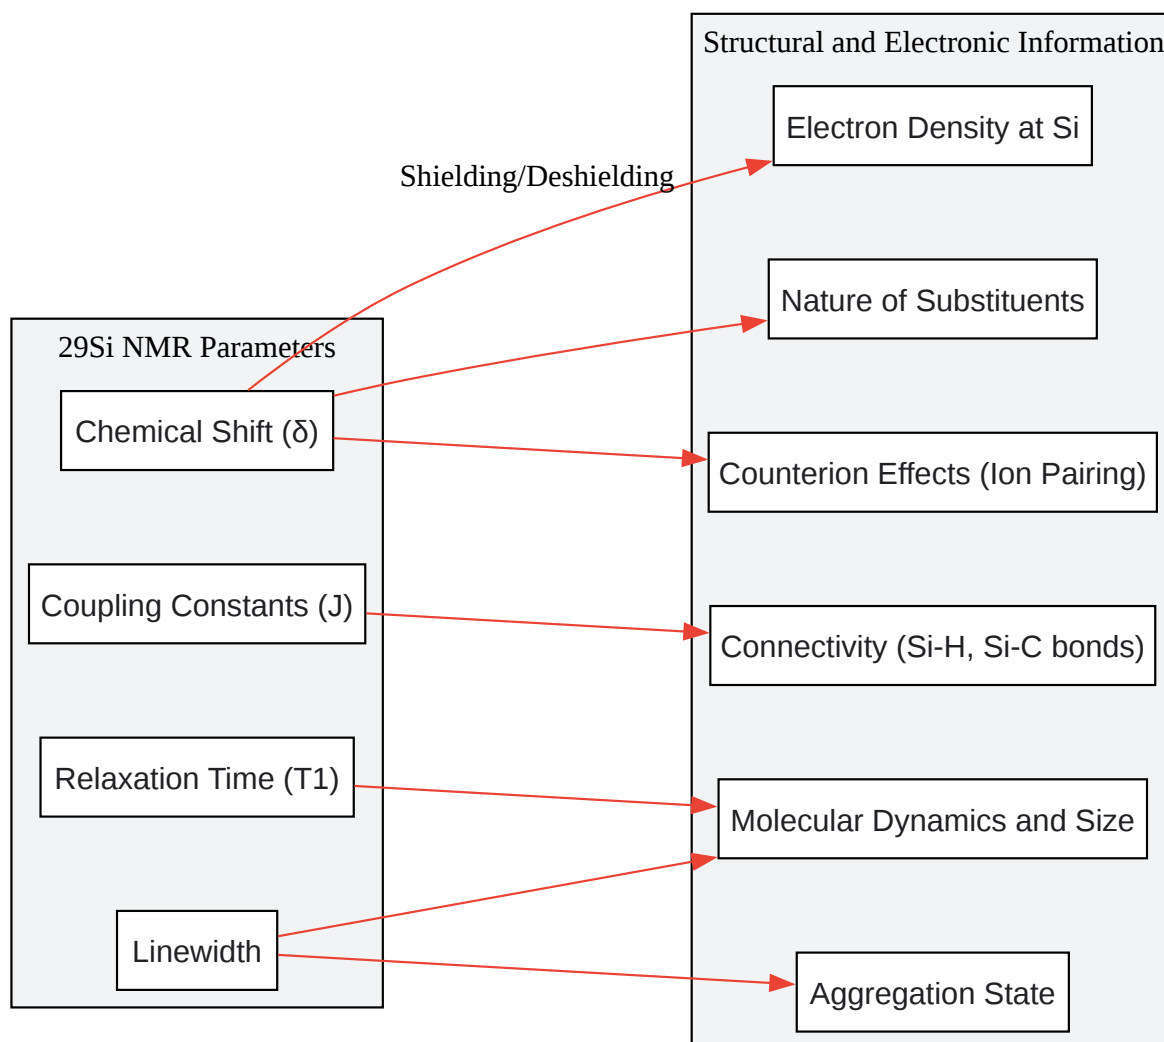 Structural and Electronic Information
Electron Density at Si
Shielding/Deshielding
Nature of Substituents
29Si NMR Parameters
Chemical Shift (δ)
Counterion Effects (Ion Pairing)
Coupling Constants (J)
Connectivity (Si-H, Si-C bonds)
Relaxation Time (T1)
Molecular Dynamics and Size
Linewidth
Aggregation State